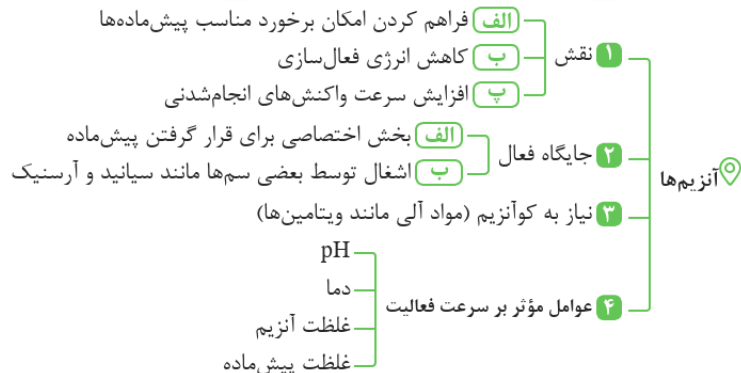 آنزیم‌ها
۱ نقش
الف فراهم کردن امکان برخورد مناسب پیش‌ماده‌ها
ب کاهش انرژی فعال‌سازی
پ افزایش سرعت واکنش‌های انجام‌شدنی
۲ جایگاه فعال
الف بخش اختصاصی برای قرار گرفتن پیش‌ماده
ب اشغال توسط بعضی سم‌ها مانند سیانید و آرسنیک
۳ نیاز به کوآنزیم (مواد آلی مانند ویتامین‌ها)
۴ عوامل مؤثر بر سرعت فعالیت
pH
دما
غلظت آنزیم
غلظت پیش‌ماده